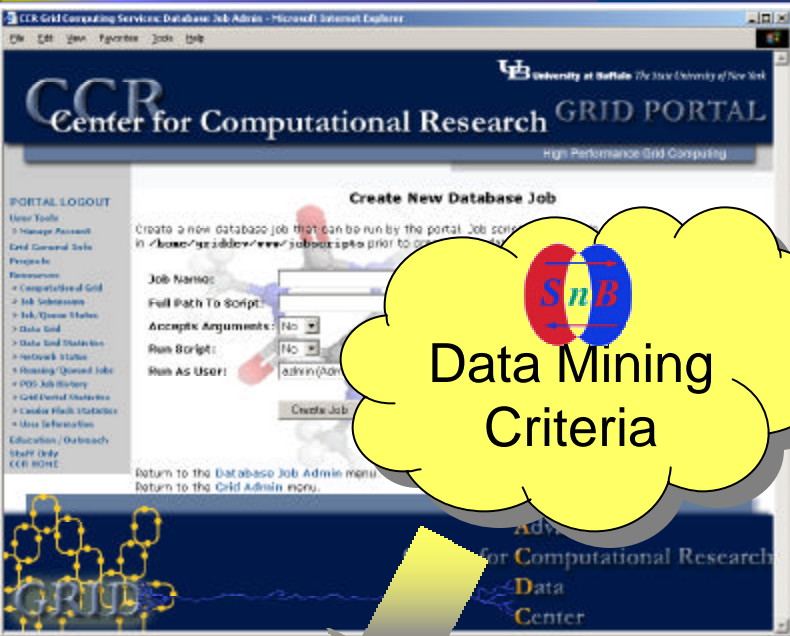 CCR Grid Computing Services: Database Job Admin - Microsoft Internet Explorer
File Edit View Favorites Tools Help
UB University at Buffalo The State University of New York
CCR
Center for Computational Research GRID PORTAL
High Performance Grid Computing
PORTAL LOGOUT
User Tools
> Manage Account
Grid General Info
Projects
Resources
> Computational Grid
> Job Submission
> Job/Queue Status
> Data Grid
> Data Grid Statistics
> Network Status
> Running/Queued Jobs
> PBS Job History
> Grid Portal Statistics
> Condor Flock Statistics
> User Information
Education / Outreach
Staff Only
CCR HOME
Create New Database Job
Create a new database job that can be run by the portal. Job
in /home/griddev/www/jobscripts prior to
Job Name:
Full Path To Script:
Accepts Arguments: No
Run Script: No
Run As User: admin
Create Job
Return to the Database Job Admin menu.
Return to the Grid Admin menu.
SnB
Data Mining
Criteria
GRID
for Computational Research
Data
Center